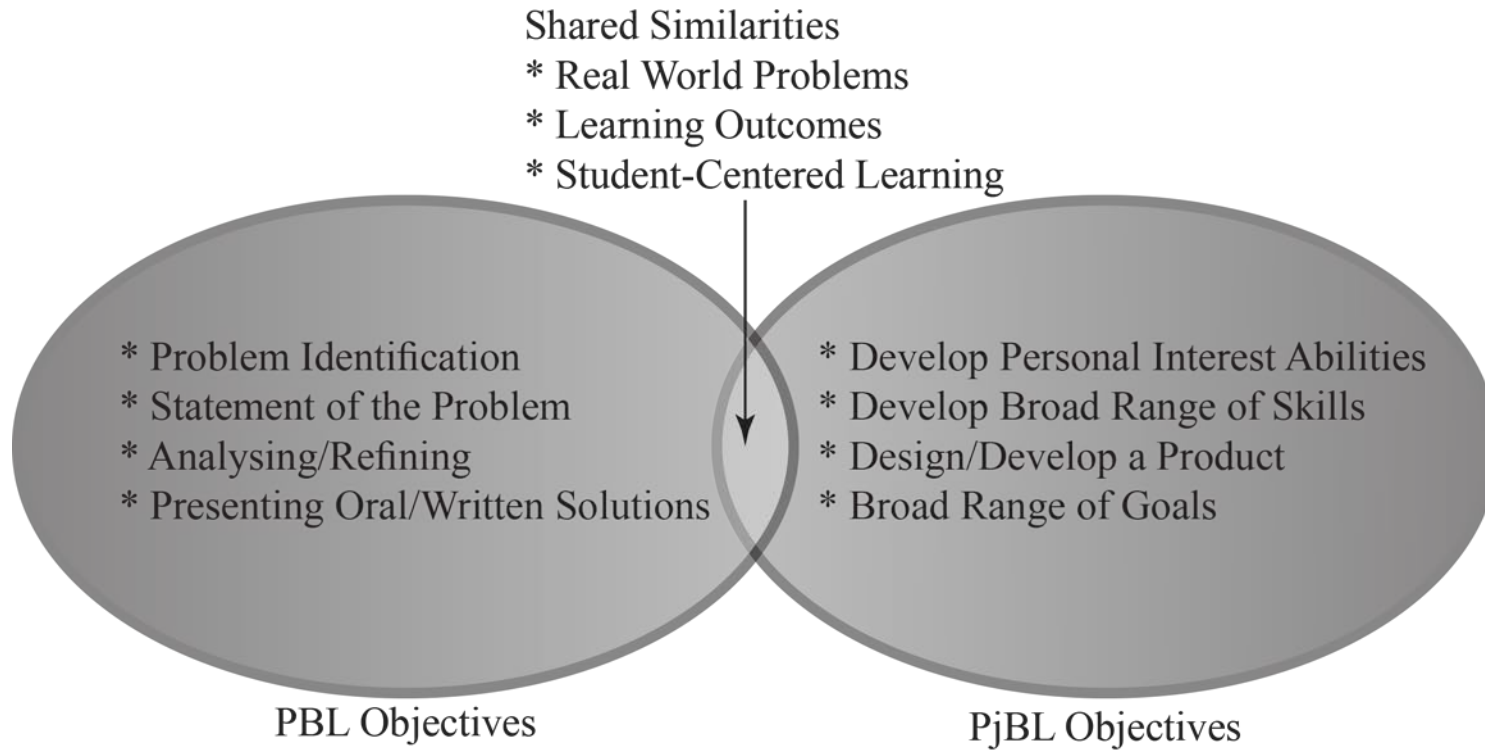 Shared Similarities
* Real World Problems
* Learning Outcomes
* Student-Centered Learning
* Problem Identification
* Statement of the Problem
* Analysing/Refining
* Presenting Oral/Written Solutions
* Develop Personal Interest Abilities
* Develop Broad Range of Skills
* Design/Develop a Product
* Broad Range of Goals
PBL Objectives
PjBL Objectives